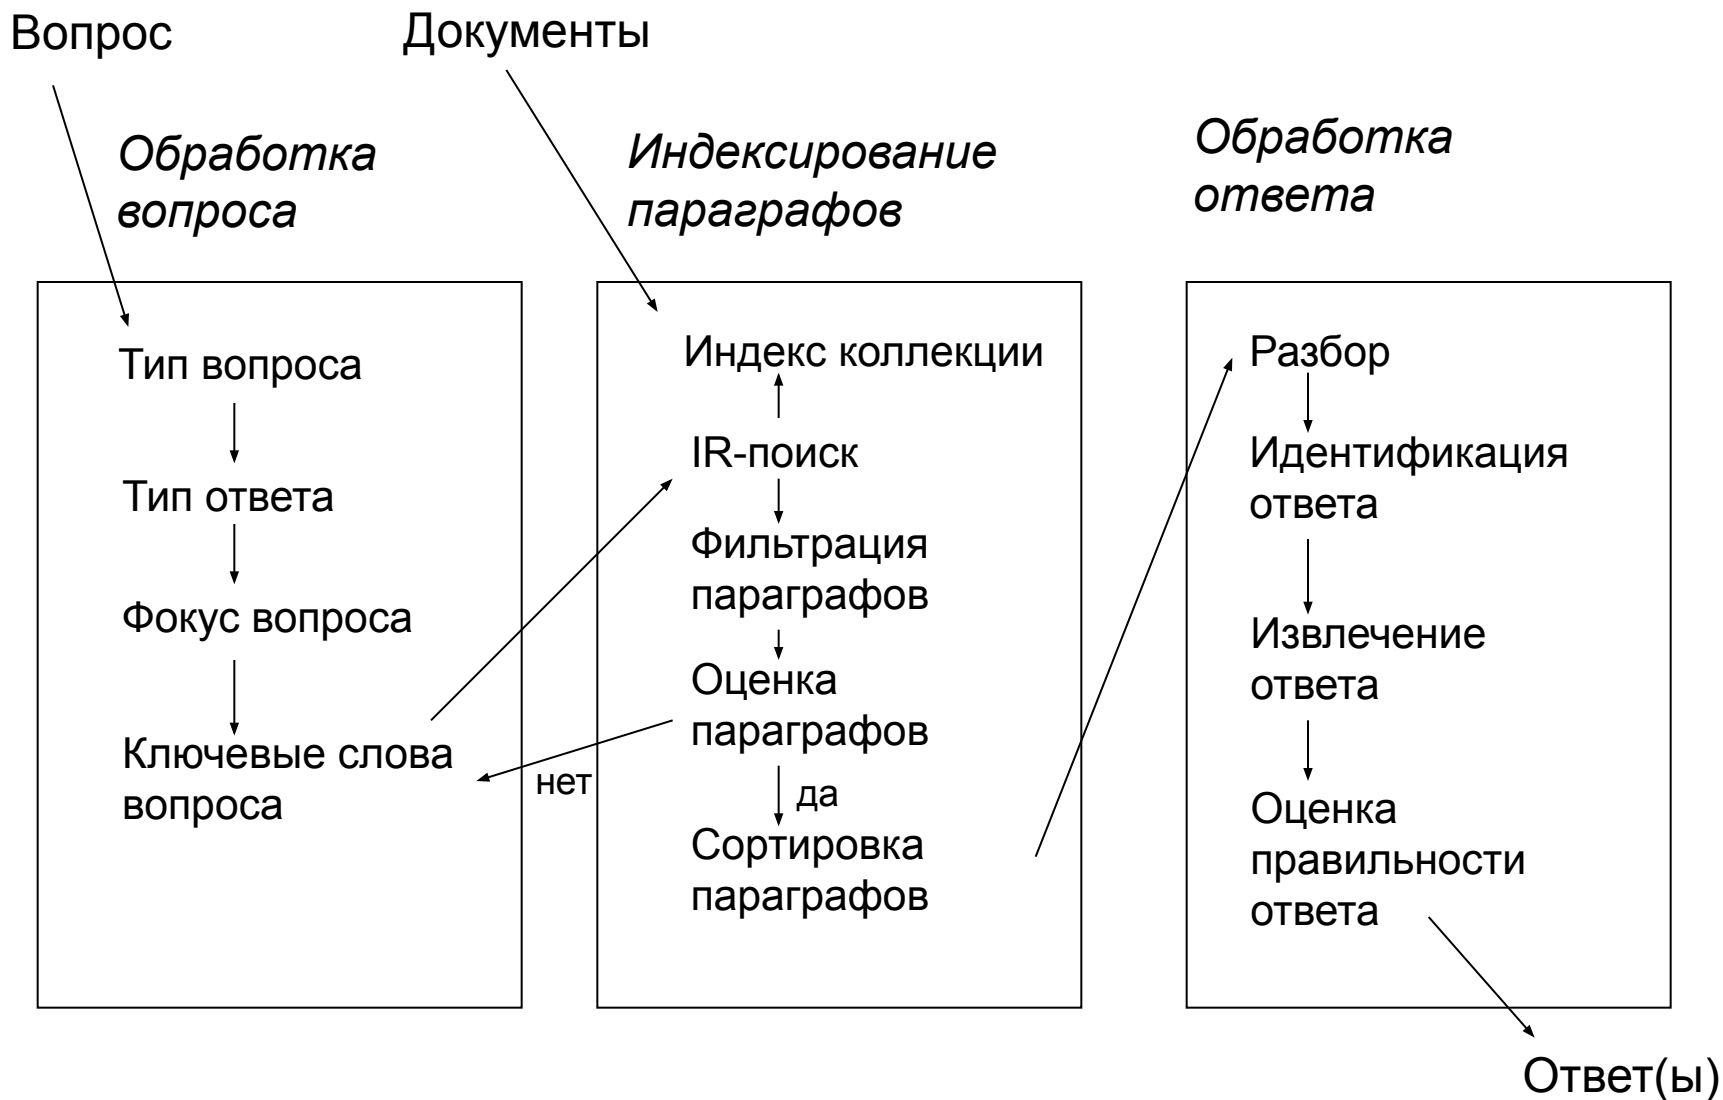 Вопрос
Документы
Обработка
вопроса
Индексирование
параграфов
Обработка
ответа
Тип вопроса
Тип ответа
Фокус вопроса
Ключевые слова
вопроса
нет
Индекс коллекции
IR-поиск
Фильтрация
параграфов
Оценка
параграфов
да
Сортировка
параграфов
Разбор
Идентификация
ответа
Извлечение
ответа
Оценка
правильности
ответа
Ответ(ы)